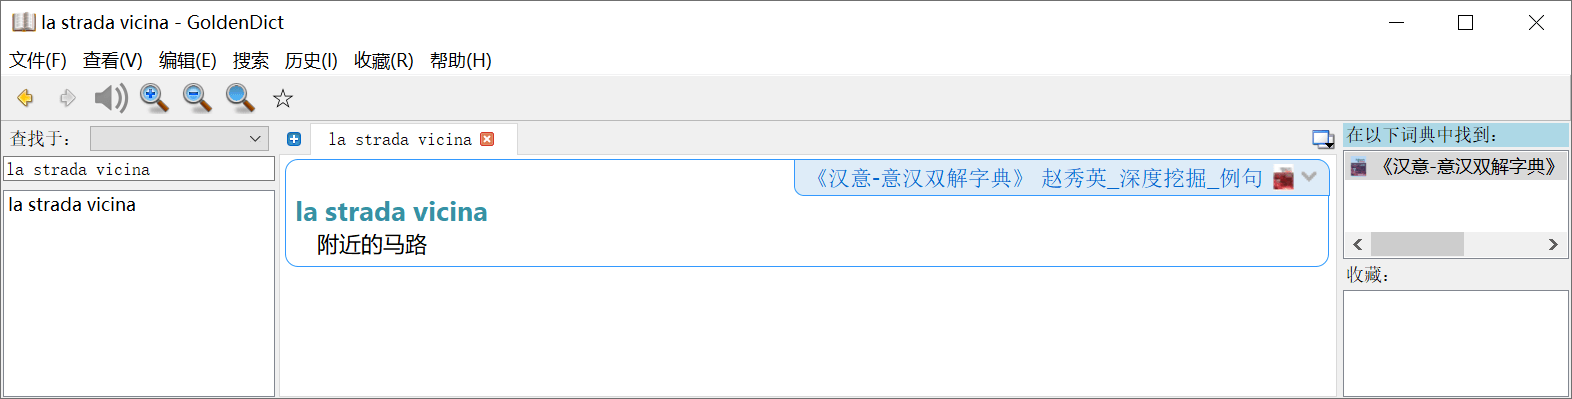 la strada vicina - GoldenDict
文件(F) 查看(V) 编辑(E) 搜索 历史(I) 收藏(R) 帮助(H)
查找于:
la strada vicina
la strada vicina
la strada vicina
《汉意-意汉双解字典》 赵秀英_深度挖掘_例句
la strada vicina
附近的马路
在以下词典中找到:
《汉意-意汉双解字典》
收藏: